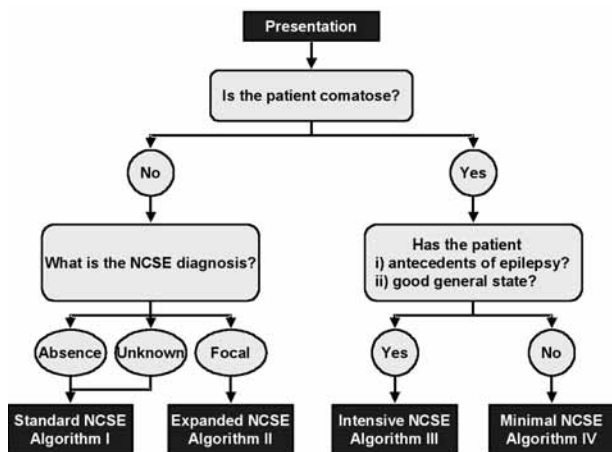 Presentation
Is the patient comatose?
No
Yes
What is the NCSE diagnosis?
Has the patient
i) antecedents of epilepsy?
ii) good general state?
Absence
Unknown
Focal
Yes
No
Standard NCSE
Algorithm I
Expanded NCSE
Algorithm II
Intensive NCSE
Algorithm III
Minimal NCSE
Algorithm IV